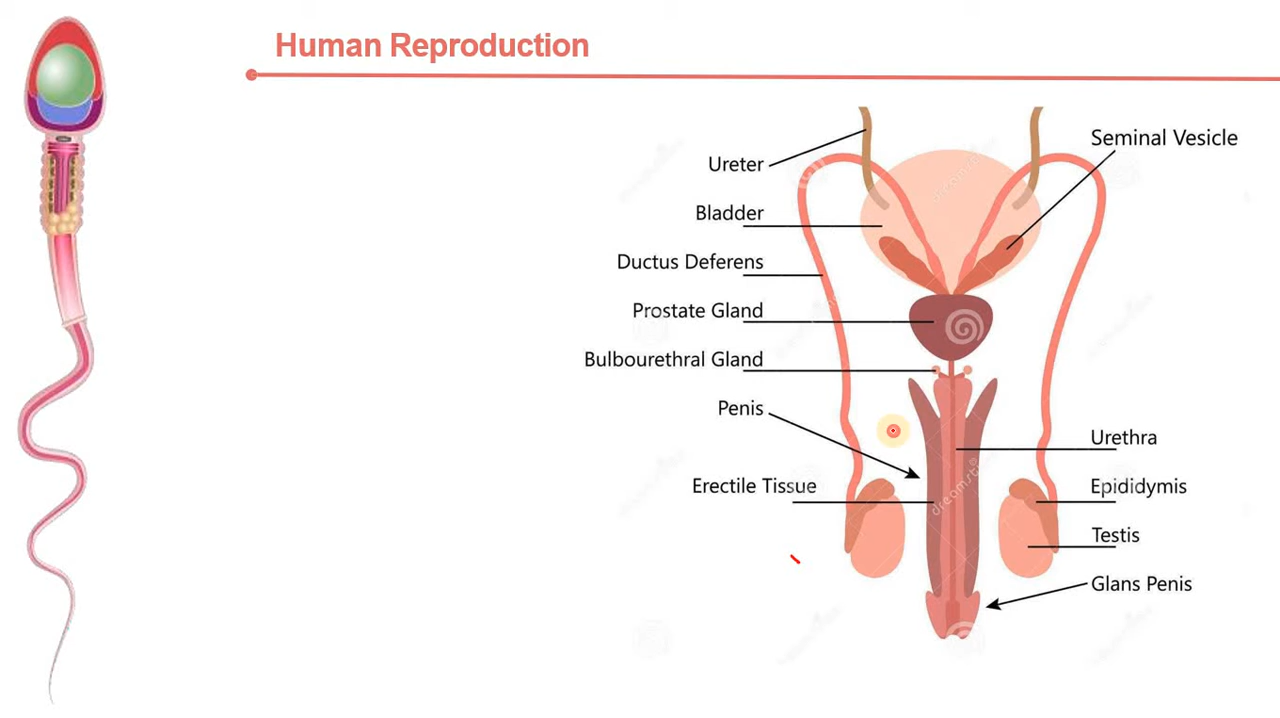 Human Reproduction
Seminal Vesicle
Ureter
Bladder
Ductus Deferens
Prostate Gland
Bulbourethral Gland
Penis
Urethra
Erectile Tissue
Epididymis
Testis
Glans Penis
dreamstime